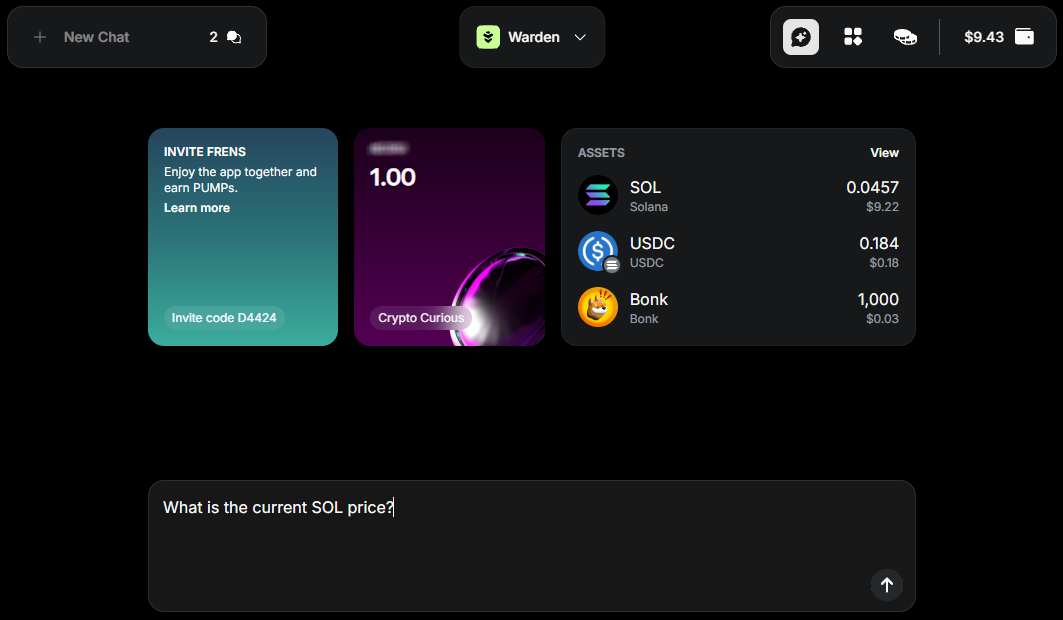 New Chat
2
Warden
$9.43
INVITE FRENS
Enjoy the app together and
earn PUMPs.
Learn more
Invite code D4424
1.00
Crypto Curious
ASSETS
View
SOL
0.0457
Solana
$9.22
USDC
0.184
USDC
$0.18
Bonk
1,000
Bonk
$0.03
What is the current SOL price?